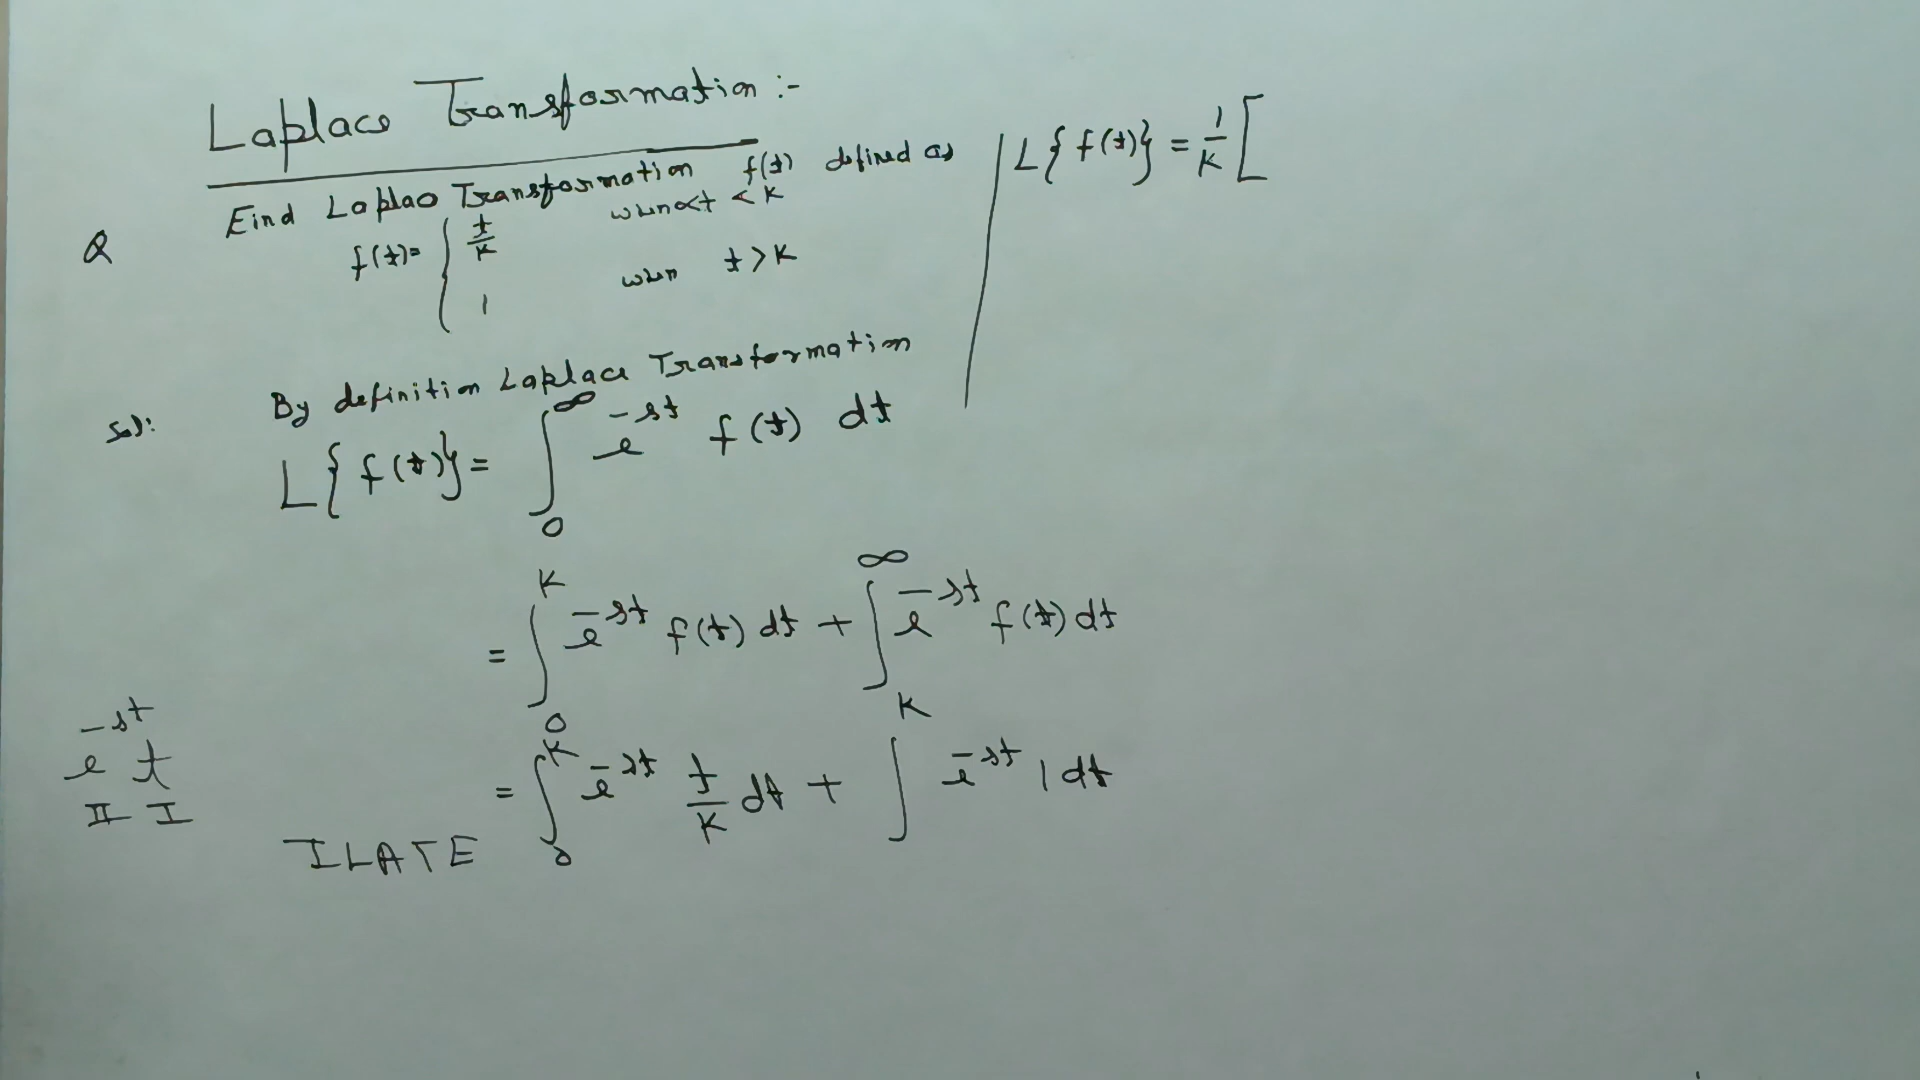 Laplace Transformation :-
Q Find Laplace Transformation f(t) defined as
f(t) = { t/K when 0<t < K
1 when t > K
Sol: By definition Laplace Transformation
L{f(t)} = ∫₀^∞ e^-st f(t) dt
= ∫₀^K e^-st f(t) dt + ∫_K^∞ e^-st f(t) dt
= ∫₀^K e^-st t/K dt + ∫ e^-st 1 dt
e^-st t
II I
ILATE
L{f(t)} = 1/K [